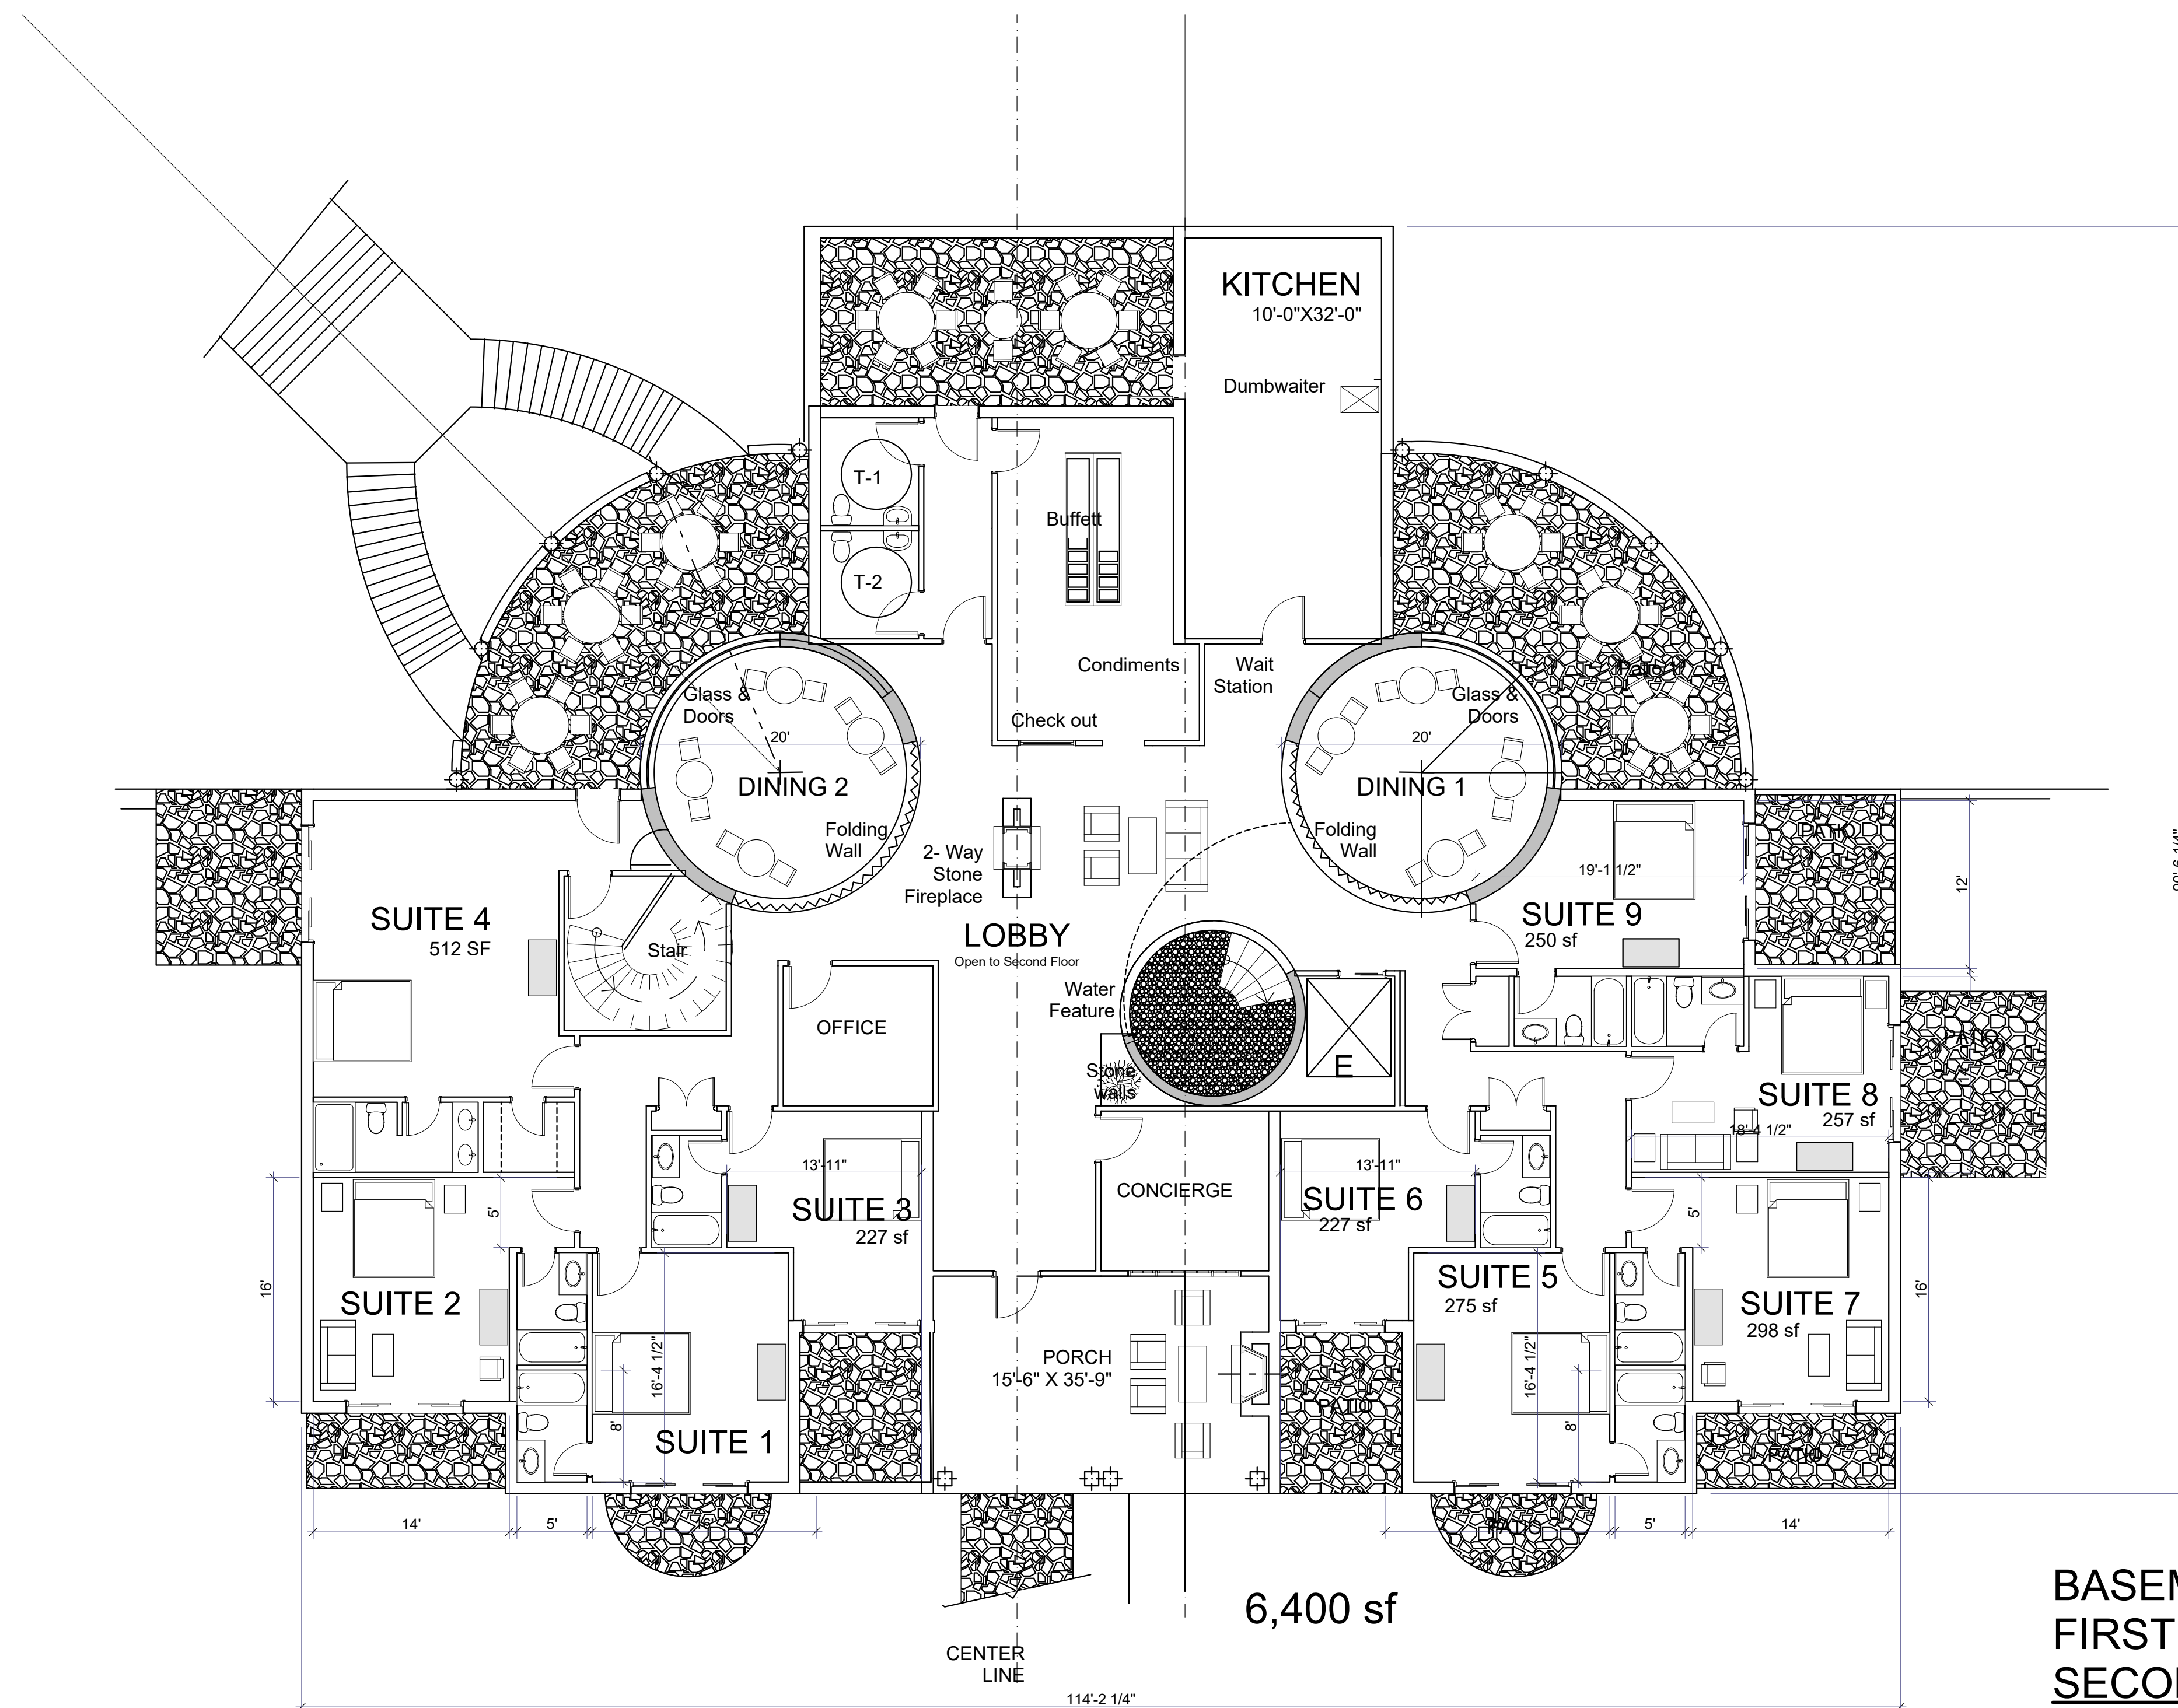 KITCHEN
10'-0"X32'-0"
Dumbwaiter
T-1
Buffett
T-2
Condiments
Wait
Station
Check out
Glass &
Doors
20'
DINING 2
Folding
Wall
Glass &
Doors
20'
DINING 1
Folding
Wall
Patio
2- Way
Stone
Fireplace
PATIO
19'-1 1/2"
12'
SUITE 4
512 SF
Stair
LOBBY
Open to Second Floor
SUITE 9
250 sf
Water
Feature
OFFICE
E
Stone
walls
PATIO
SUITE 8
257 sf
18'-4 1/2"
13'-11"
SUITE 3
227 sf
CONCIERGE
13'-11"
SUITE 6
227 sf
5'
5'
16'
SUITE 2
16'-4 1/2"
8'
SUITE 1
PORCH
15'-6" X 35'-9"
PATIO
SUITE 5
275 sf
16'-4 1/2"
8'
SUITE 7
298 sf
16'
PATIO
14'
5'
16'
PATIO
5'
14'
6,400 sf
CENTER
LINE
114'-2 1/4"
BASEM
FIRST
SECON